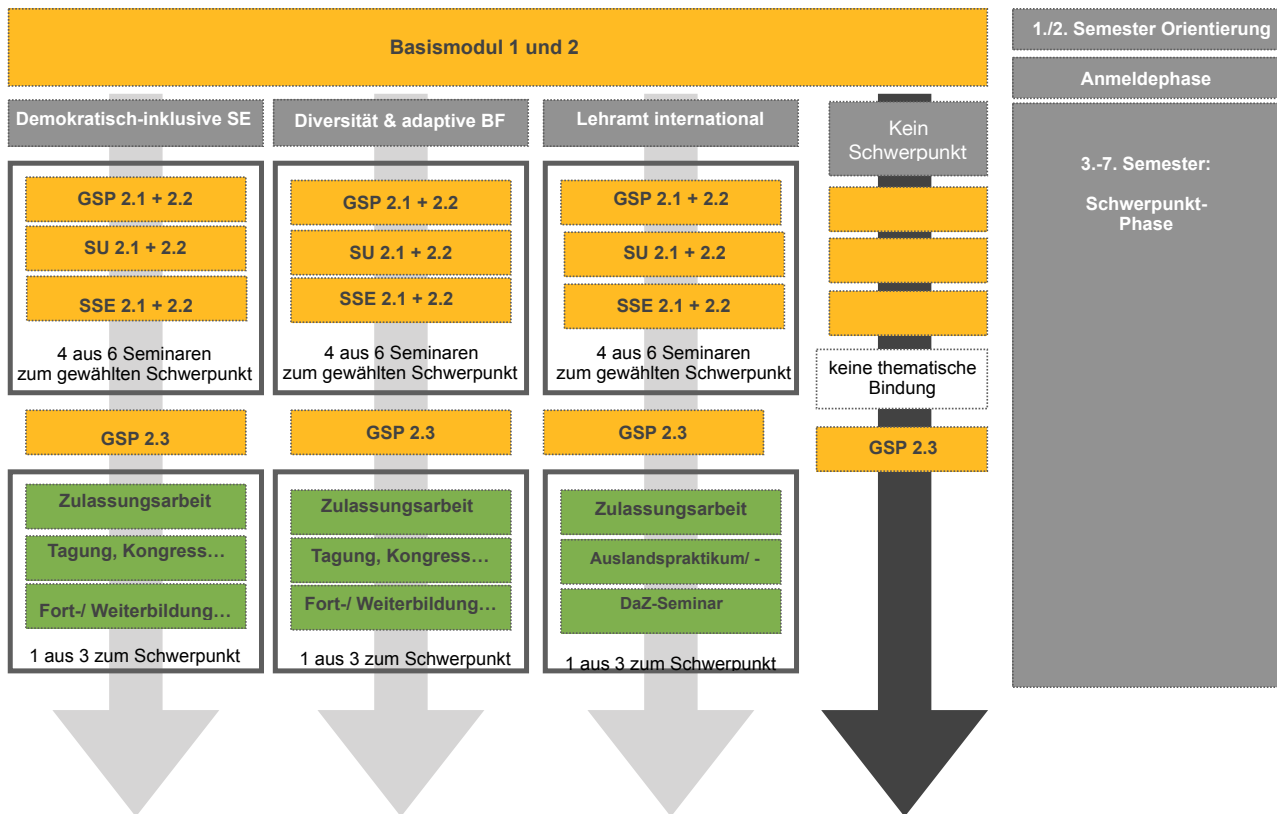 Basismodul 1 und 2
1./2. Semester Orientierung
Anmeldephase
Demokratisch-inklusive SE
Diversität & adaptive BF
Lehramt international
Kein
Schwerpunkt
3.-7. Semester:
Schwerpunkt-
Phase
GSP 2.1 + 2.2
SU 2.1 + 2.2
SSE 2.1 + 2.2
4 aus 6 Seminaren
zum gewählten Schwerpunkt
GSP 2.3
Zulassungsarbeit
Tagung, Kongress…
Fort-/ Weiterbildung…
1 aus 3 zum Schwerpunkt
GSP 2.1 + 2.2
SU 2.1 + 2.2
SSE 2.1 + 2.2
4 aus 6 Seminaren
zum gewählten Schwerpunkt
GSP 2.3
Zulassungsarbeit
Tagung, Kongress…
Fort-/ Weiterbildung…
1 aus 3 zum Schwerpunkt
GSP 2.1 + 2.2
SU 2.1 + 2.2
SSE 2.1 + 2.2
4 aus 6 Seminaren
zum gewählten Schwerpunkt
GSP 2.3
Zulassungsarbeit
Auslandspraktikum/ -
DaZ-Seminar
1 aus 3 zum Schwerpunkt
keine thematische
Bindung
GSP 2.3